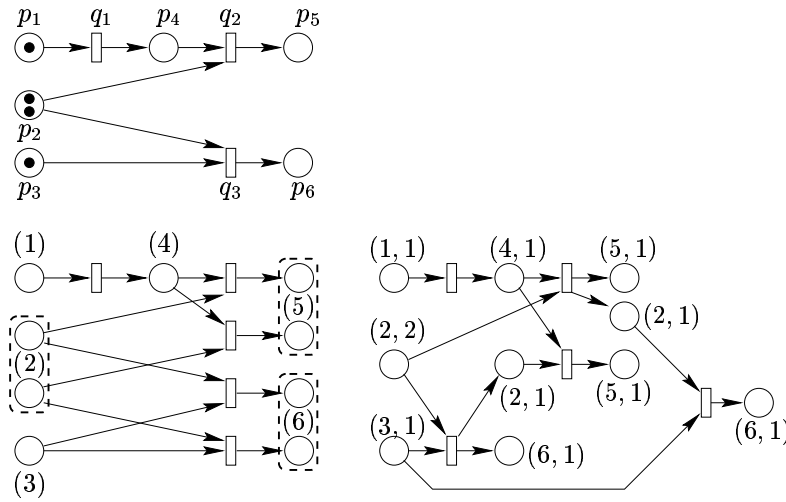 p1 q1 p4 q2 p5
p2
p3 q3 p6
(1) (4)
(5)
(2)
(6)
(3)
(1, 1) (4, 1) (5, 1)
(2, 2) (2, 1)
(2, 1) (5, 1)
(3, 1) (6, 1)
(6, 1)